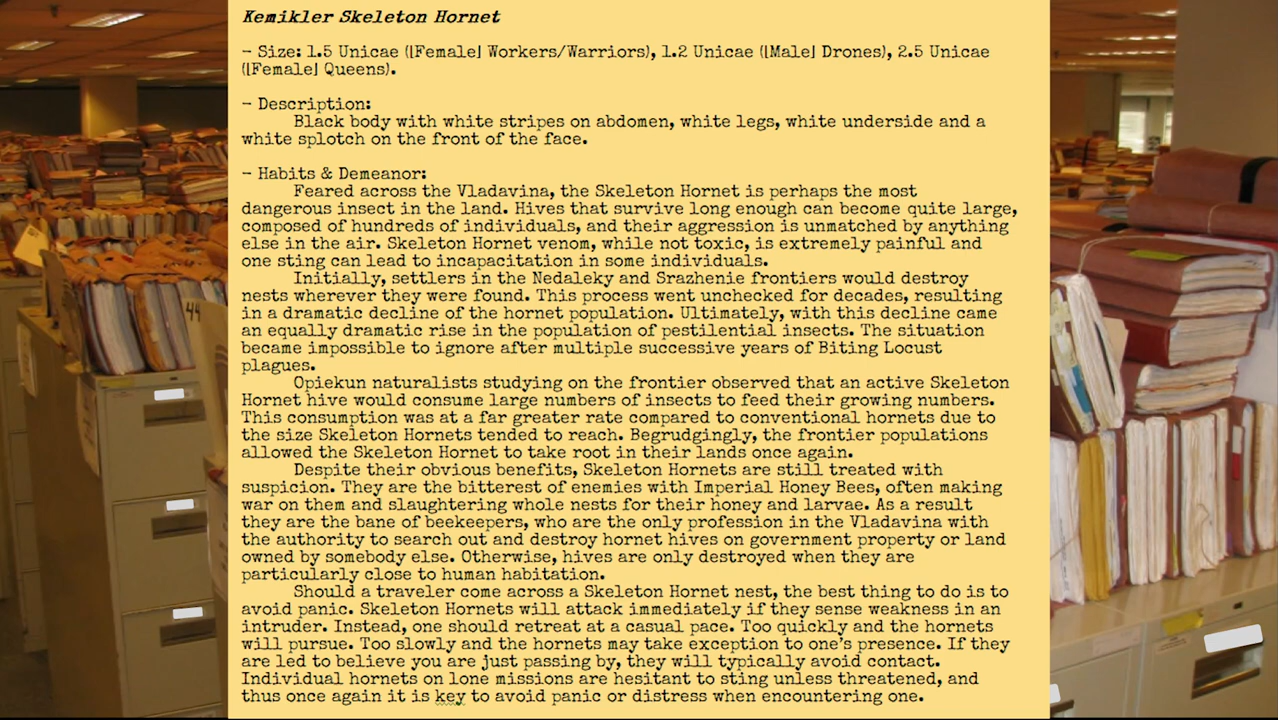 Kemikler Skeleton Hornet
- Size: 1.5 Unicae ([Female] Workers/Warriors), 1.2 Unicae ([Male] Drones), 2.5 Unicae
([Female] Queens).
- Description:
Black body with white stripes on abdomen, white legs, white underside and a
white splotch on the front of the face.
- Habits & Demeanor:
Feared across the Vladavina, the Skeleton Hornet is perhaps the most
dangerous insect in the land. Hives that survive long enough can become quite large,
composed of hundreds of individuals, and their aggression is unmatched by anything
else in the air. Skeleton Hornet venom, while not toxic, is extremely painful and
one sting can lead to incapacitation in some individuals.
Initially, settlers in the Nedaleky and Srazhenie frontiers would destroy
nests wherever they were found. This process went unchecked for decades, resulting
in a dramatic decline of the hornet population. Ultimately, with this decline came
an equally dramatic rise in the population of pestilential insects. The situation
became impossible to ignore after multiple successive years of Biting Locust
plagues.
Opiekun naturalists studying on the frontier observed that an active Skeleton
Hornet hive would consume large numbers of insects to feed their growing numbers.
This consumption was at a far greater rate compared to conventional hornets due to
the size Skeleton Hornets tended to reach. Begrudgingly, the frontier populations
allowed the Skeleton Hornet to take root in their lands once again.
Despite their obvious benefits, Skeleton Hornets are still treated with
suspicion. They are the bitterest of enemies with Imperial Honey Bees, often making
war on them and slaughtering whole nests for their honey and larvae. As a result
they are the bane of beekeepers, who are the only profession in the Vladavina with
the authority to search out and destroy hornet hives on government property or land
owned by somebody else. Otherwise, hives are only destroyed when they are
particularly close to human habitation.
Should a traveler come across a Skeleton Hornet nest, the best thing to do is to
avoid panic. Skeleton Hornets will attack immediately if they sense weakness in an
intruder. Instead, one should retreat at a casual pace. Too quickly and the hornets
will pursue. Too slowly and the hornets may take exception to one's presence. If they
are led to believe you are just passing by, they will typically avoid contact.
Individual hornets on lone missions are hesitant to sting unless threatened, and
thus once again it is key to avoid panic or distress when encountering one.
44